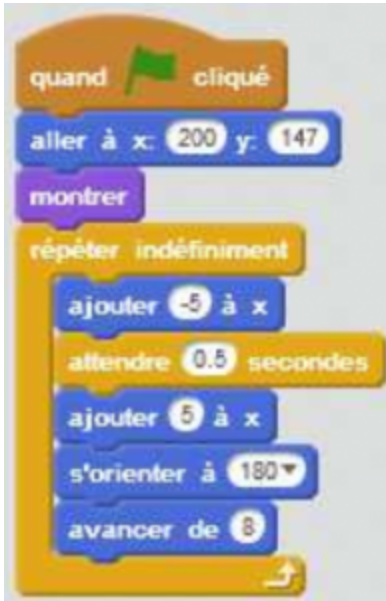 quand cliqué
aller à x: 200 y: 147
montrer
répéter indéfiniment
ajouter -5 à x
attendre 0.5 secondes
ajouter 5 à x
s'orienter à 180
avancer de 8